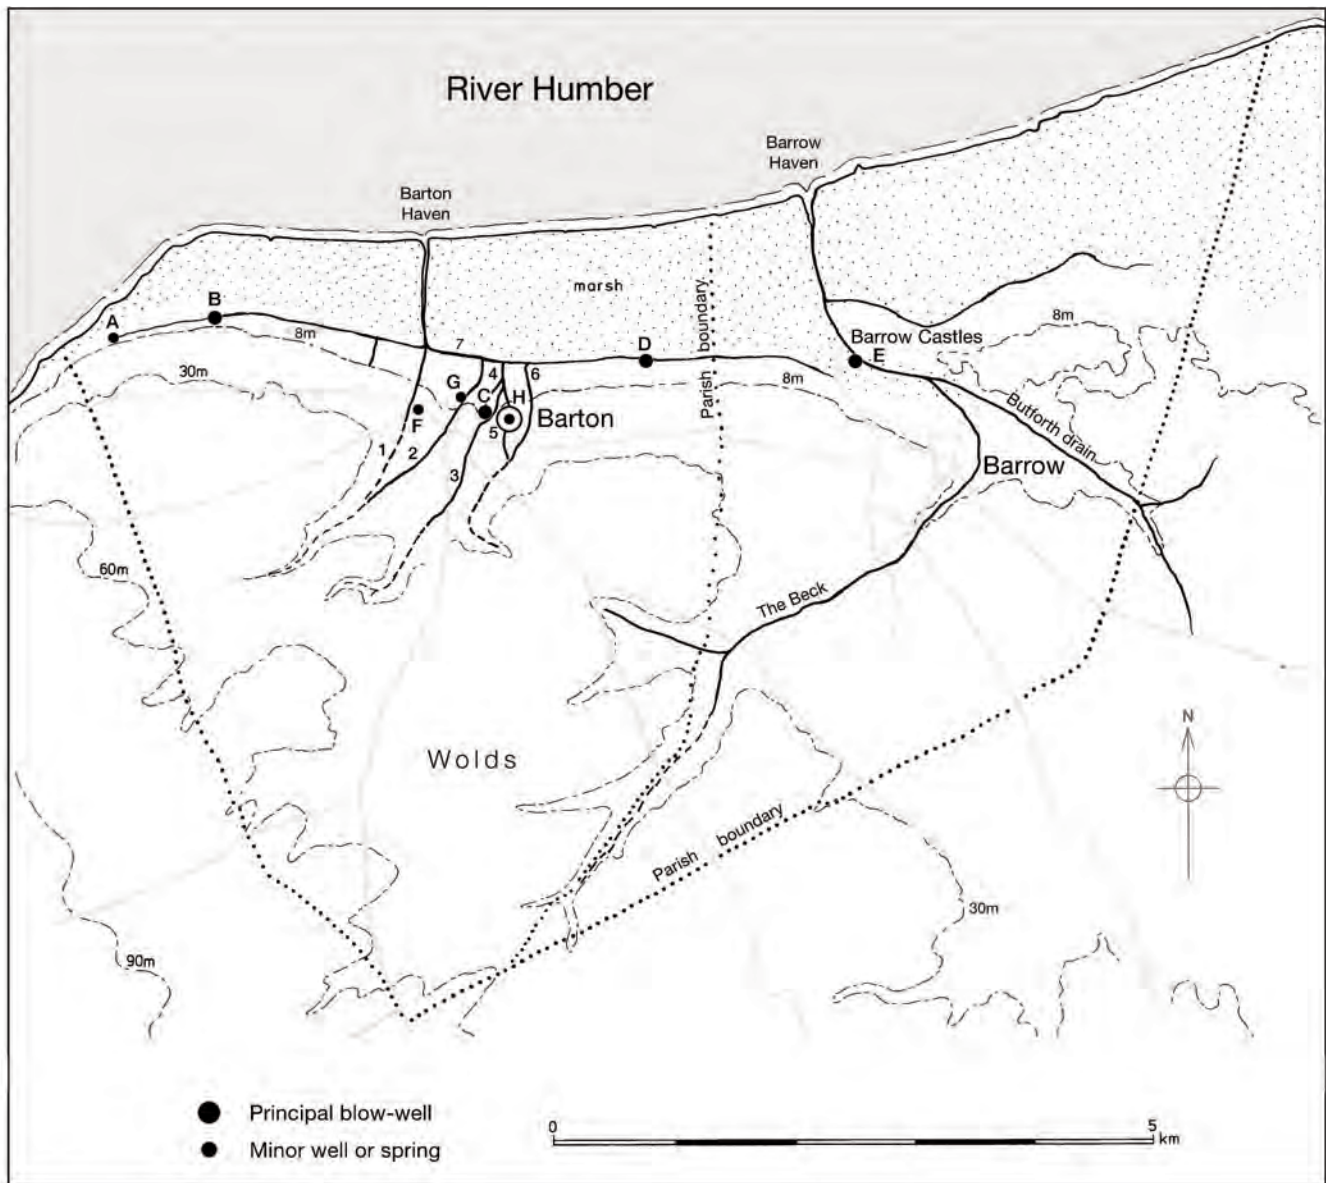 River Humber
Barrow
Haven
Barton
Haven
B
A
8m
marsh
Parish boundary
7
D
Barrow Castles
E
8m
30m
G
4
C
6
H
F
5
Barton
8m
Butforth drain
1
2
3
Barrow
60m
The Beck
N
Wolds
Parish boundary
30m
90m
Principal blow-well
Minor well or spring
0
5
km